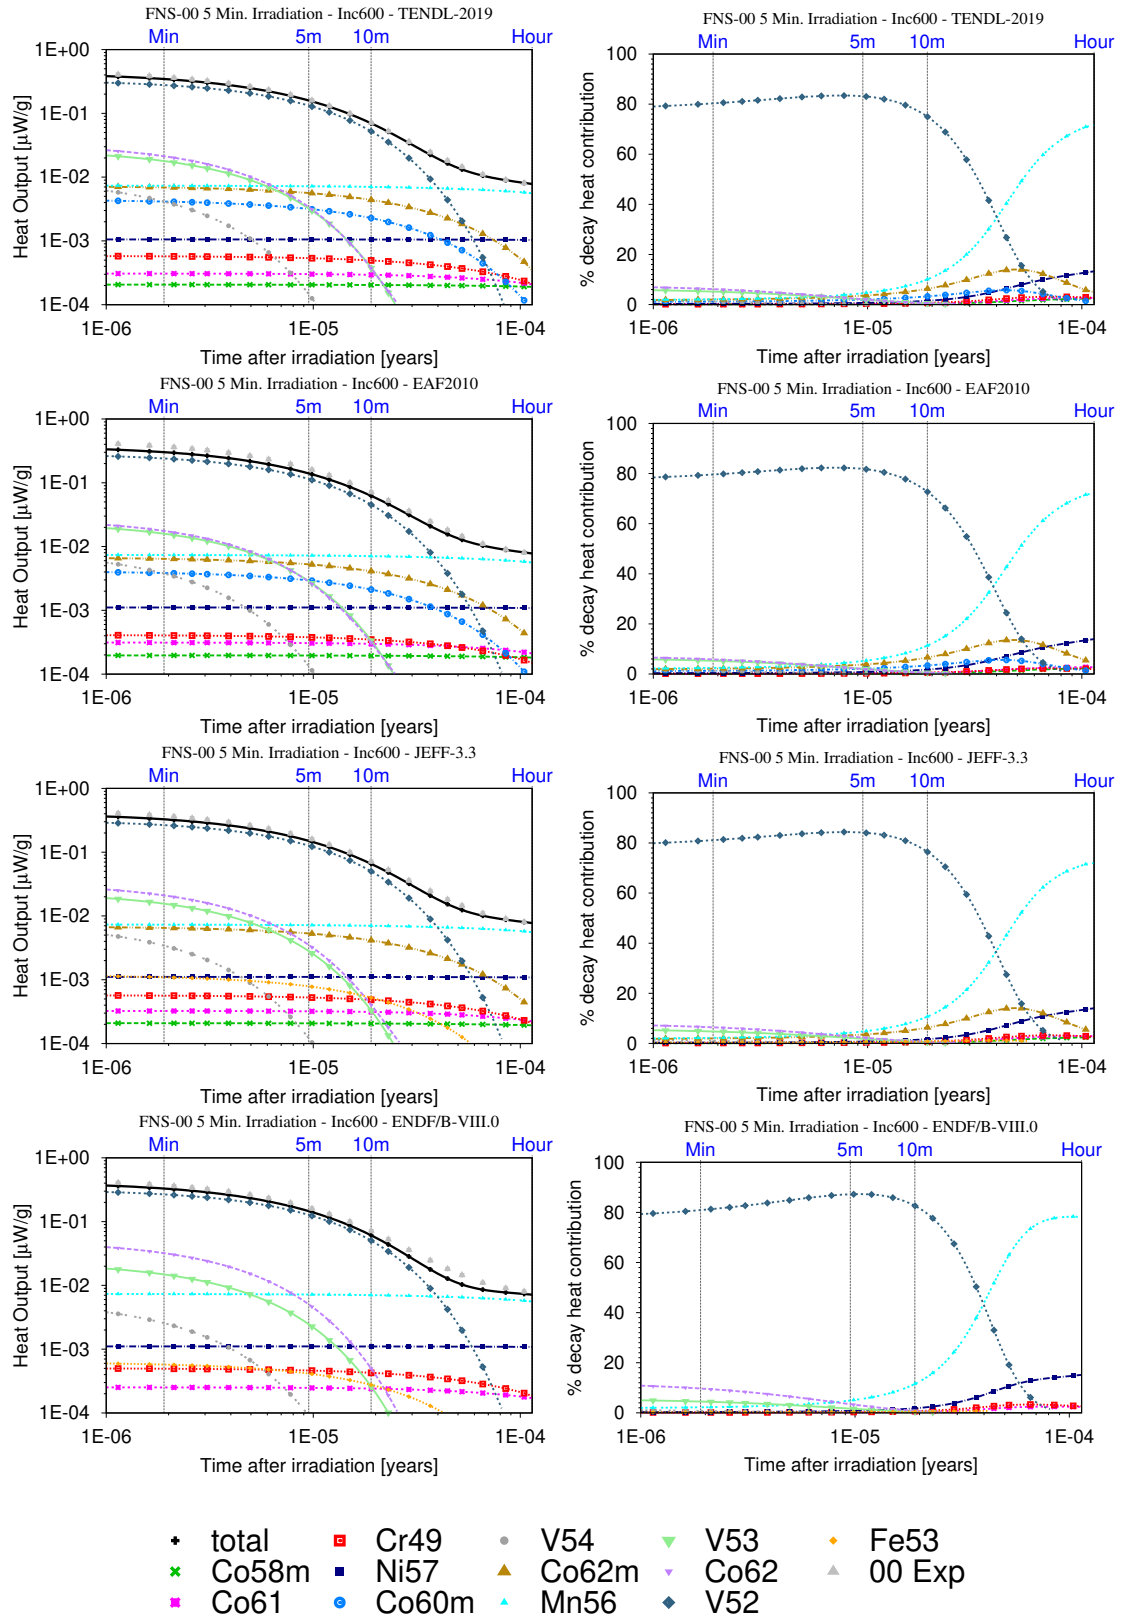 FNS-00 5 Min. Irradiation - Inc600 - TENDL-2019
Min 5m 10m Hour
1E+00
1E-01
1E-02
1E-03
1E-04
Heat Output [µW/g]
1E-06 1E-05 1E-04
Time after irradiation [years]
FNS-00 5 Min. Irradiation - Inc600 - TENDL-2019
Min 5m 10m Hour
100
80
60
40
20
0
% decay heat contribution
1E-06 1E-05 1E-04
Time after irradiation [years]
FNS-00 5 Min. Irradiation - Inc600 - EAF2010
Min 5m 10m Hour
1E+00
1E-01
1E-02
1E-03
1E-04
Heat Output [µW/g]
1E-06 1E-05 1E-04
Time after irradiation [years]
FNS-00 5 Min. Irradiation - Inc600 - EAF2010
Min 5m 10m Hour
100
80
60
40
20
0
% decay heat contribution
1E-06 1E-05 1E-04
Time after irradiation [years]
FNS-00 5 Min. Irradiation - Inc600 - JEFF-3.3
Min 5m 10m Hour
1E+00
1E-01
1E-02
1E-03
1E-04
Heat Output [µW/g]
1E-06 1E-05 1E-04
Time after irradiation [years]
FNS-00 5 Min. Irradiation - Inc600 - JEFF-3.3
Min 5m 10m Hour
100
80
60
40
20
0
% decay heat contribution
1E-06 1E-05 1E-04
Time after irradiation [years]
FNS-00 5 Min. Irradiation - Inc600 - ENDF/B-VIII.0
Min 5m 10m Hour
1E+00
1E-01
1E-02
1E-03
1E-04
Heat Output [µW/g]
1E-06 1E-05 1E-04
Time after irradiation [years]
FNS-00 5 Min. Irradiation - Inc600 - ENDF/B-VIII.0
Min 5m 10m Hour
100
80
60
40
20
0
% decay heat contribution
1E-06 1E-05 1E-04
Time after irradiation [years]
total Cr49 V54 V53 Fe53
Co58m Ni57 Co62m Co62 00 Exp
Co61 Co60m Mn56 V52